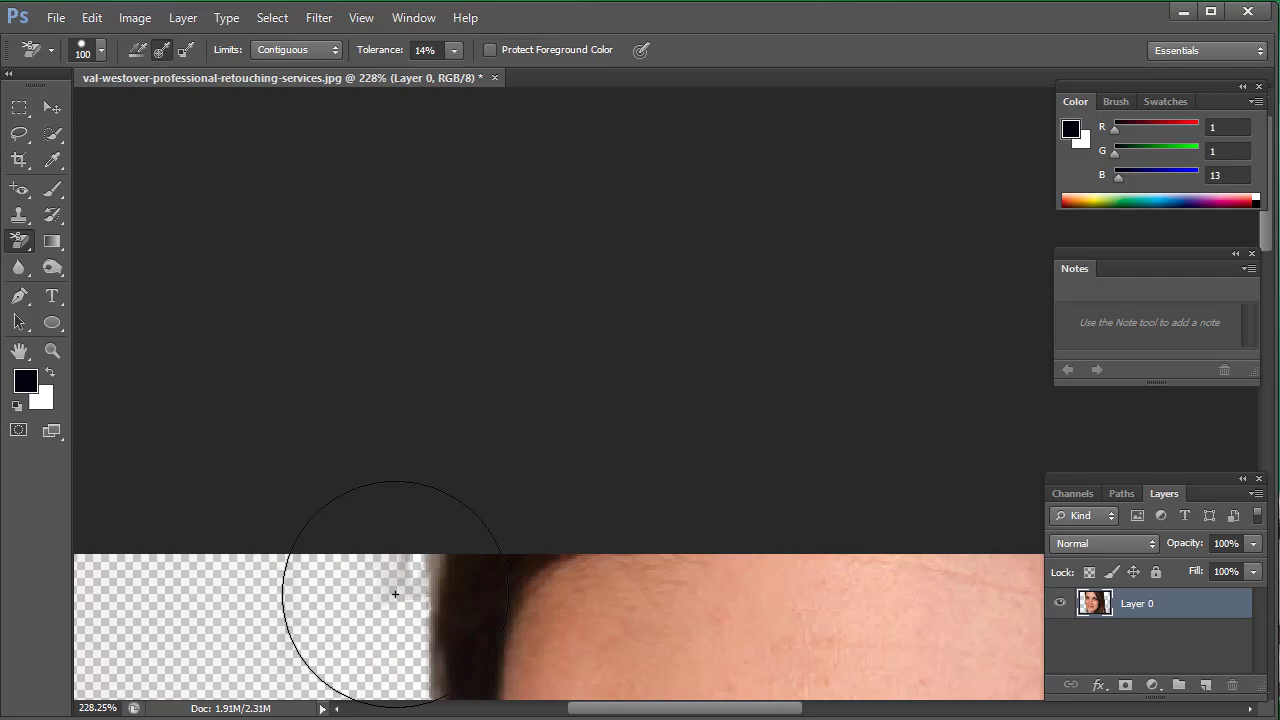 Ps File Edit Image Layer Type Select Filter View Window Help
100 Limits: Contiguous Tolerance: 14% Protect Foreground Color Essentials
val-westover-professional-retouching-services.jpg @ 228% (Layer 0, RGB/8) *
Color Brush Swatches
R 1
G 1
B 13
Notes
Use the Note tool to add a note
Channels Paths Layers
Kind
Normal Opacity: 100%
Lock: Fill: 100%
Layer 0
228.25% Doc: 1.91M/2.31M